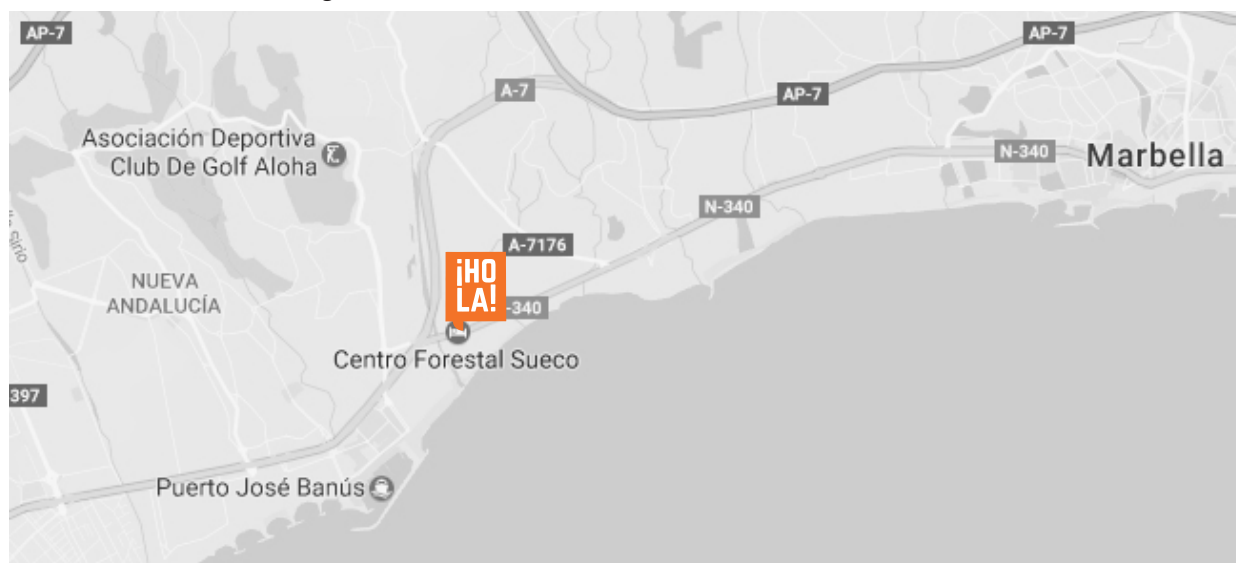 AP-7
AP-7
A-7
AP-7
Asociación Deportiva
Club De Golf Aloha
N-340
Marbella
N-340
A-7176
¡HO
LA!
NUEVA
ANDALUCÍA
-340
Centro Forestal Sueco
397
Puerto José Banús